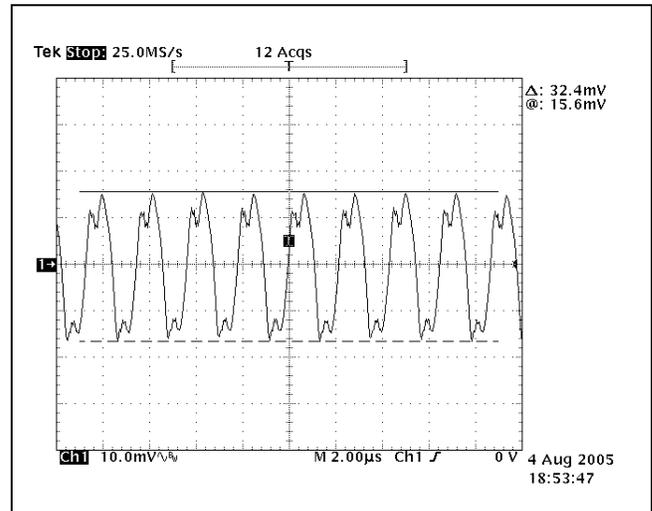 Tek Stop: 25.0MS/s 12 Acqs
[ T ]
Δ: 32.4mV
@: 15.6mV
T
1→
Ch1 10.0mV∿BW M 2.00µs Ch1 ʃ 0 V
4 Aug 2005
18:53:47